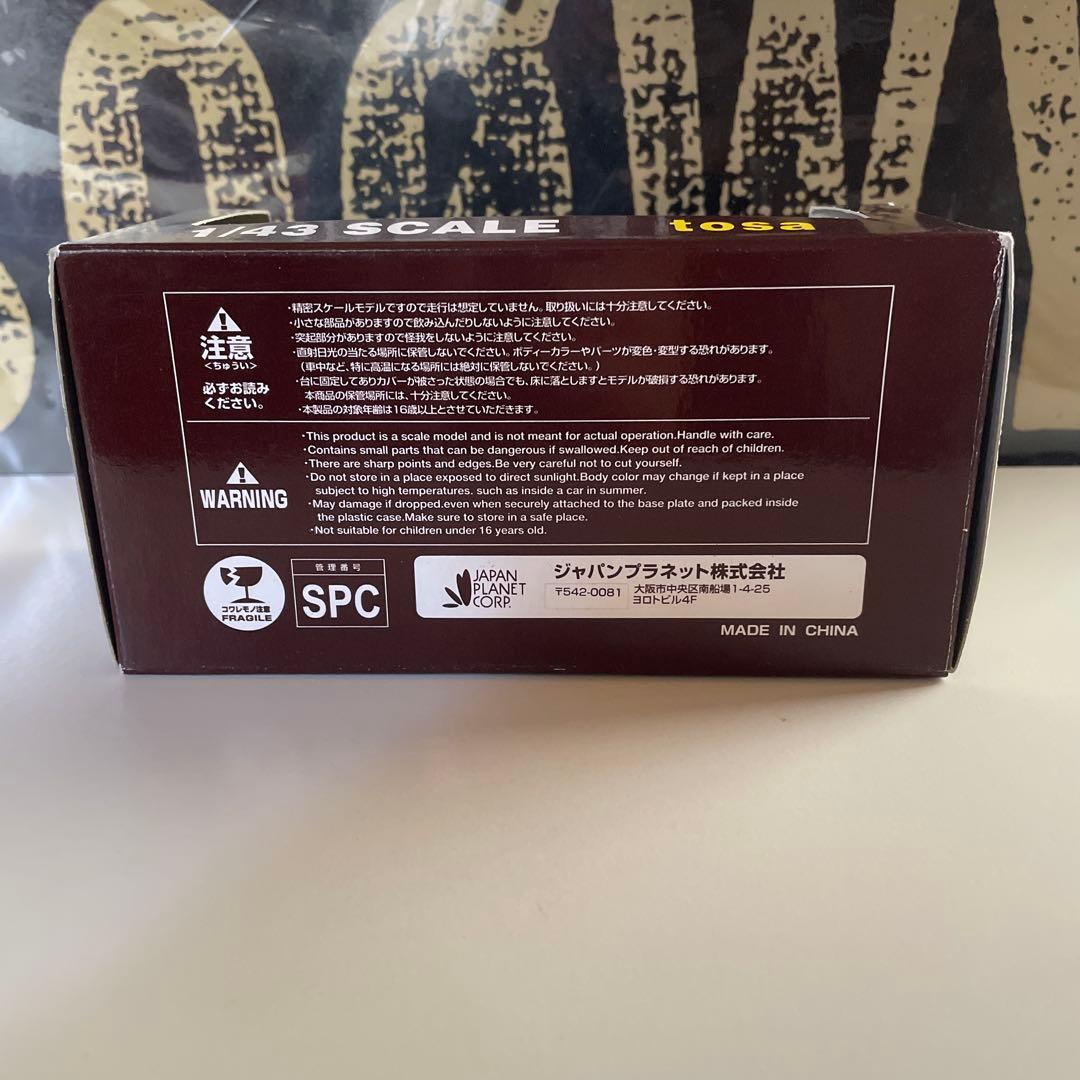 1/43 SCALE tosa
注意
<ちゅうい>
必ずお読み
ください。
・精密スケールモデルですので走行は想定していません。取り扱いには十分注意してください。
・小さな部品がありますので飲み込んだりしないように注意してください。
・突起部分がありますので怪我をしないように注意してください。
・直射日光の当たる場所に保管しないでください。ボディーカラーやパーツが変色・変型する恐れがあります。
(車中など、特に高温になる場所には絶対に保管しないでください。)
・台に固定してありカバーが被さった状態の場合でも、床に落としますとモデルが破損する恐れがあります。
本商品の保管場所には、十分注意してください。
・本製品の対象年齢は16歳以上とさせていただきます。
WARNING
・This product is a scale model and is not meant for actual operation.Handle with care.
・Contains small parts that can be dangerous if swallowed.Keep out of reach of children.
・There are sharp points and edges.Be very careful not to cut yourself.
・Do not store in a place exposed to direct sunlight.Body color may change if kept in a place
subject to high temperatures. such as inside a car in summer.
・May damage if dropped.even when securely attached to the base plate and packed inside
the plastic case.Make sure to store in a safe place.
・Not suitable for children under 16 years old.
コワレモノ注意
FRAGILE
管理番号
SPC
JAPAN
PLANET
CORP.
ジャパンプラネット株式会社
〒542-0081 大阪市中央区南船場1-4-25
ヨロトビル4F
MADE IN CHINA